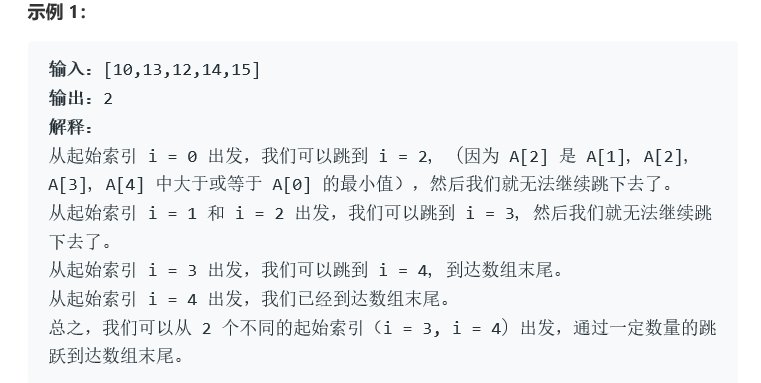 示例 1：
输入：[10,13,12,14,15]
输出：2
解释：
从起始索引 i = 0 出发，我们可以跳到 i = 2，（因为 A[2] 是 A[1]，A[2]，
A[3]，A[4] 中大于或等于 A[0] 的最小值），然后我们就无法继续跳下去了。
从起始索引 i = 1 和 i = 2 出发，我们可以跳到 i = 3，然后我们就无法继续跳
下去了。
从起始索引 i = 3 出发，我们可以跳到 i = 4，到达数组末尾。
从起始索引 i = 4 出发，我们已经到达数组末尾。
总之，我们可以从 2 个不同的起始索引（i = 3, i = 4）出发，通过一定数量的跳
跃到达数组末尾。